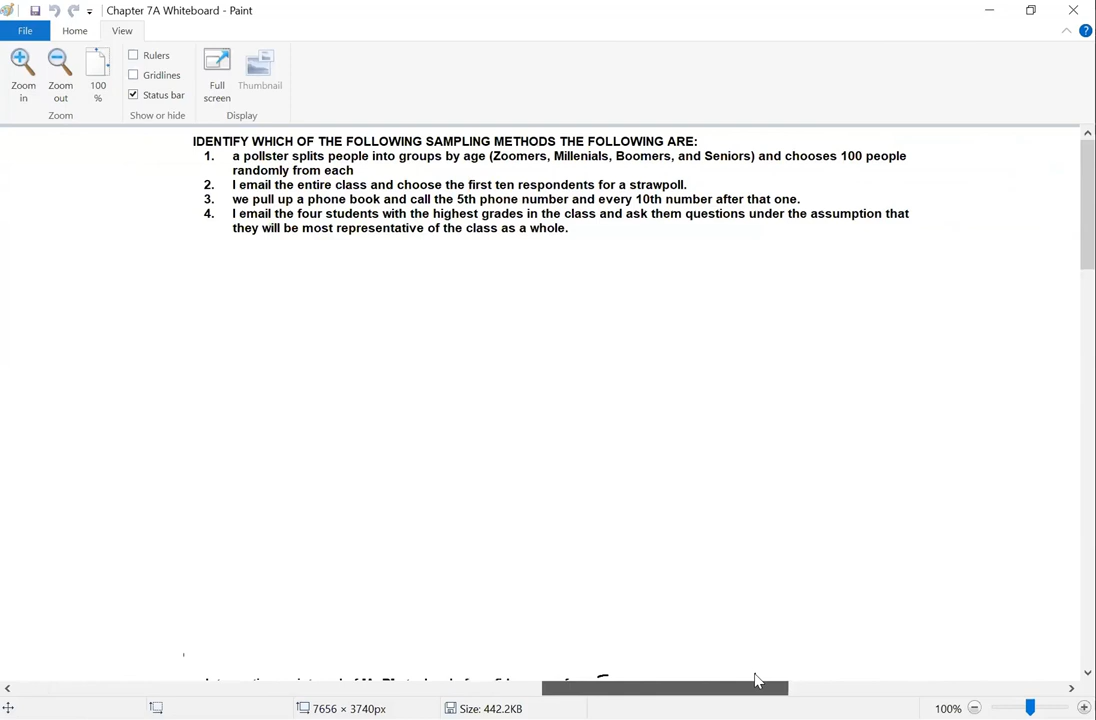 Chapter 7A Whiteboard - Paint
File Home View
Zoom in
Zoom out
100 %
Rulers
Gridlines
Status bar
Full screen
Thumbnail
Zoom Show or hide Display
IDENTIFY WHICH OF THE FOLLOWING SAMPLING METHODS THE FOLLOWING ARE:
1. a pollster splits people into groups by age (Zoomers, Millenials, Boomers, and Seniors) and chooses 100 people
randomly from each
2. I email the entire class and choose the first ten respondents for a strawpoll.
3. we pull up a phone book and call the 5th phone number and every 10th number after that one.
4. I email the four students with the highest grades in the class and ask them questions under the assumption that
they will be most representative of the class as a whole.
7656 × 3740px Size: 442.2KB 100%